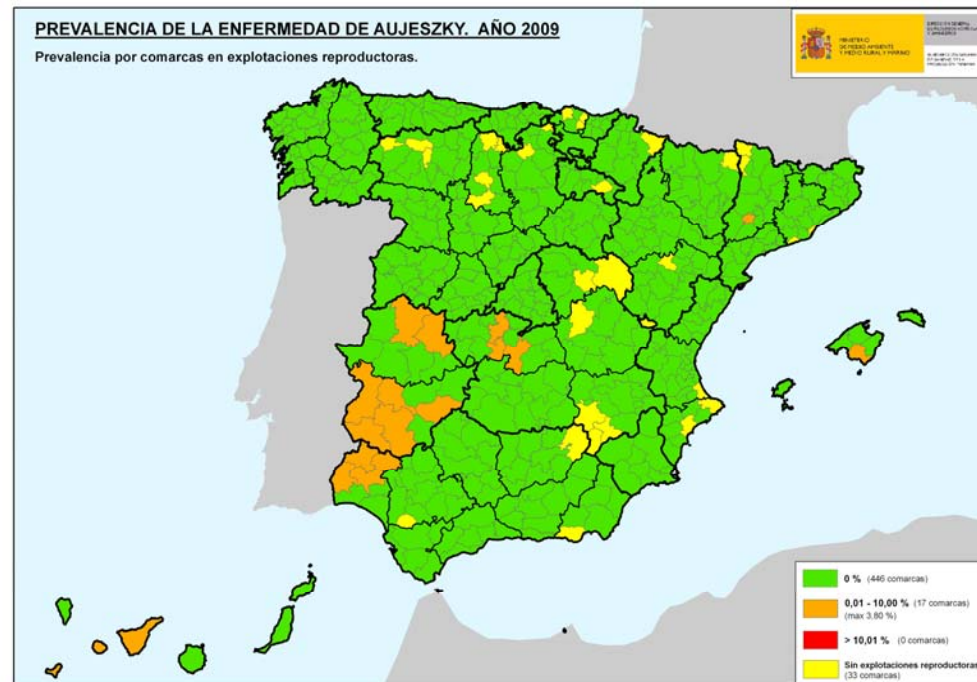 PREVALENCIA DE LA ENFERMEDAD DE AUJESZKY. AÑO 2009
Prevalencia por comarcas en explotaciones reproductoras.
MINISTERIO
DE MEDIO AMBIENTE
Y MEDIO RURAL Y MARINO
0 % (446 comarcas)
0,01 - 10,00 % (17 comarcas)
(max 3,80 %)
> 10,01 % (0 comarcas)
Sin explotaciones reproductoras
(33 comarcas)